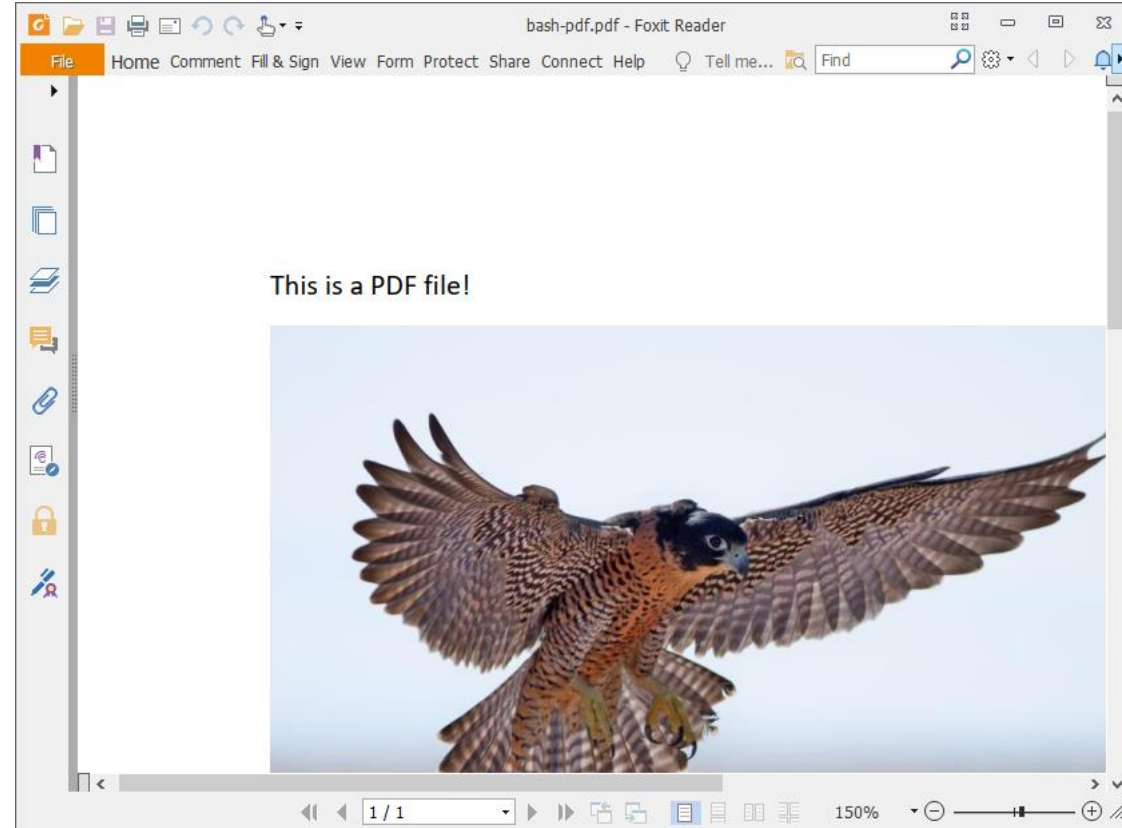 bash-pdf.pdf - Foxit Reader
File Home Comment Fill & Sign View Form Protect Share Connect Help Tell me... Find
This is a PDF file!
1 / 1 150%